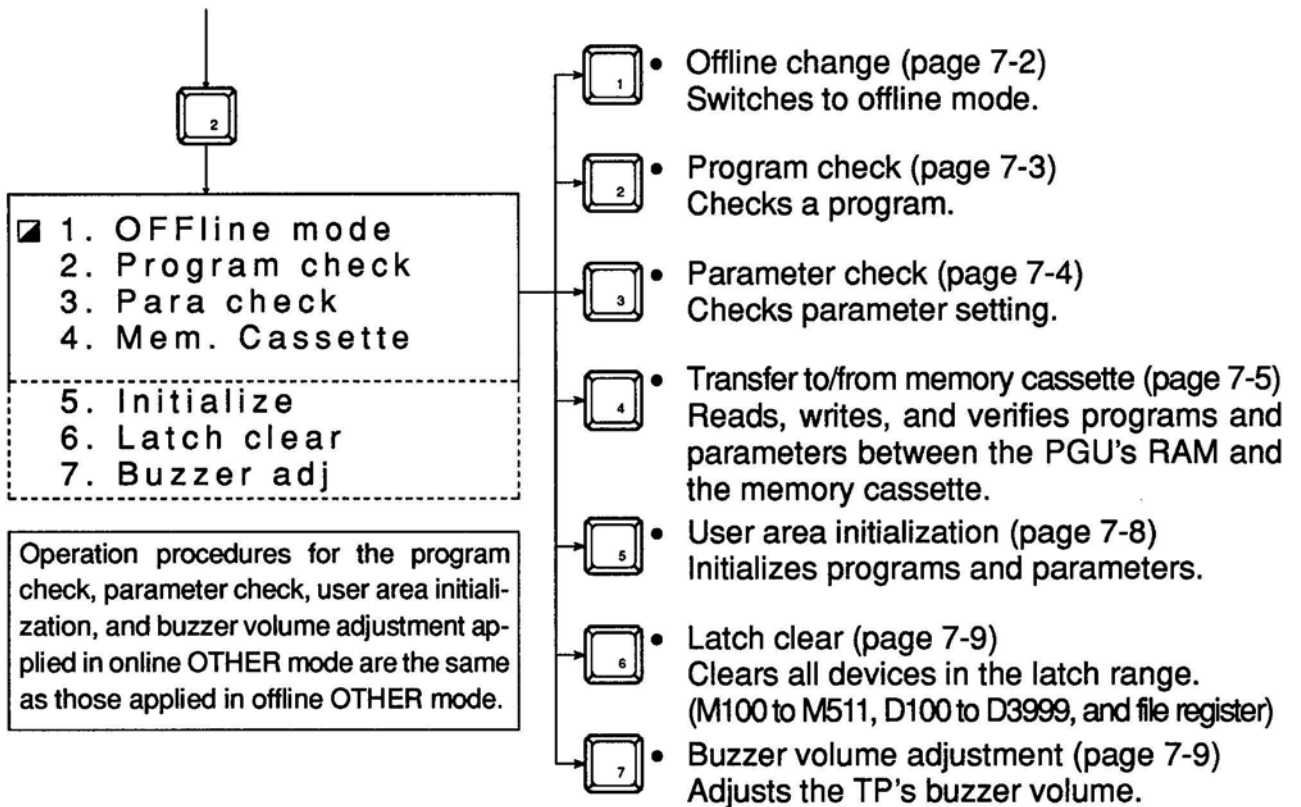 2
1. OFFline mode
2. Program check
3. Para check
4. Mem. Cassette
5. Initialize
6. Latch clear
7. Buzzer adj
Operation procedures for the program
check, parameter check, user area initiali-
zation, and buzzer volume adjustment ap-
plied in online OTHER mode are the same
as those applied in offline OTHER mode.
1 • Offline change (page 7-2)
Switches to offline mode.
2 • Program check (page 7-3)
Checks a program.
3 • Parameter check (page 7-4)
Checks parameter setting.
4 • Transfer to/from memory cassette (page 7-5)
Reads, writes, and verifies programs and
parameters between the PGU's RAM and
the memory cassette.
5 • User area initialization (page 7-8)
Initializes programs and parameters.
6 • Latch clear (page 7-9)
Clears all devices in the latch range.
(M100 to M511, D100 to D3999, and file register)
7 • Buzzer volume adjustment (page 7-9)
Adjusts the TP's buzzer volume.